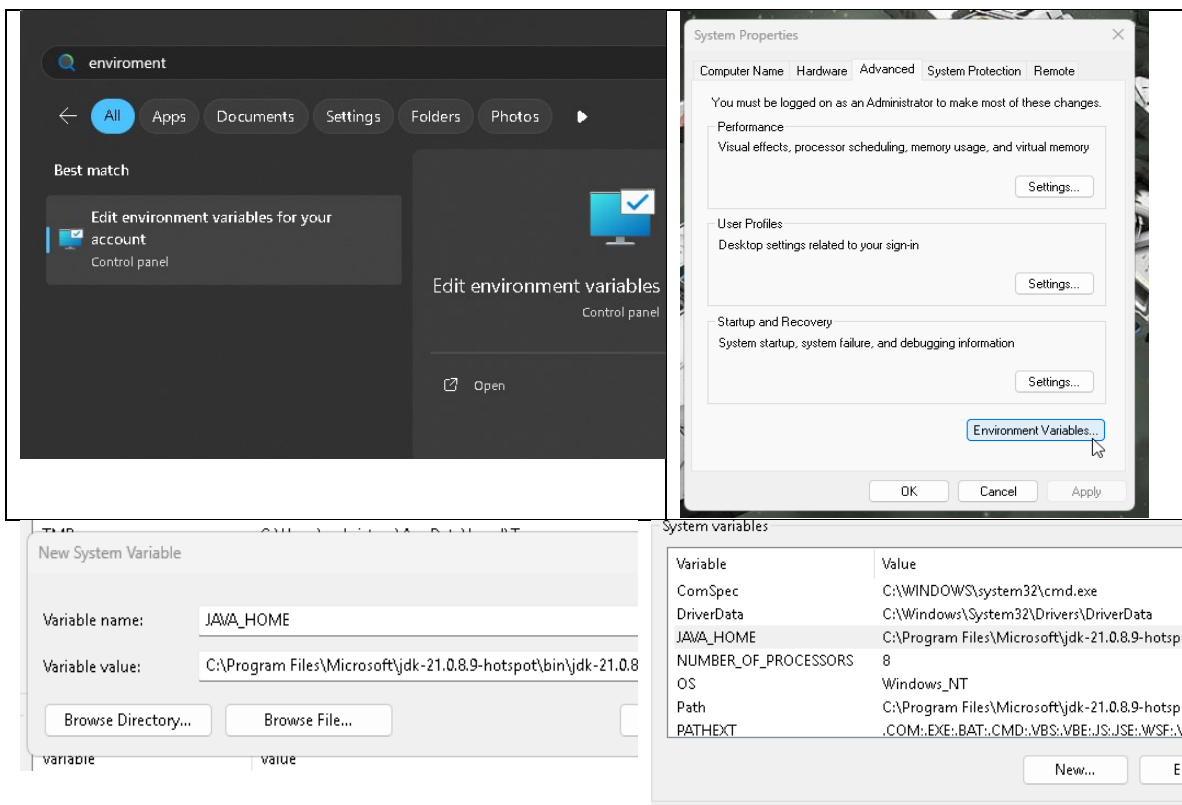 enviroment
All Apps Documents Settings Folders Photos
Best match
Edit environment variables for your
account
Control panel
Edit environment variables
Control panel
Open
System Properties
Computer Name Hardware Advanced System Protection Remote
You must be logged on as an Administrator to make most of these changes.
Performance
Visual effects, processor scheduling, memory usage, and virtual memory
Settings...
User Profiles
Desktop settings related to your sign-in
Settings...
Startup and Recovery
System startup, system failure, and debugging information
Settings...
Environment Variables...
OK Cancel Apply
New System Variable
Variable name: JAVA_HOME
Variable value: C:\Program Files\Microsoft\jdk-21.0.8.9-hotspot\bin\jdk-21.0.8
Browse Directory... Browse File...
Variable Value
System variables
Variable Value
ComSpec C:\WINDOWS\system32\cmd.exe
DriverData C:\Windows\System32\Drivers\DriverData
JAVA_HOME C:\Program Files\Microsoft\jdk-21.0.8.9-hotsp
NUMBER_OF_PROCESSORS 8
OS Windows_NT
Path C:\Program Files\Microsoft\jdk-21.0.8.9-hotsp
PATHEXT .COM;.EXE;.BAT;.CMD;.VBS;.VBE;.JS;.JSE;.WSF;
New... E